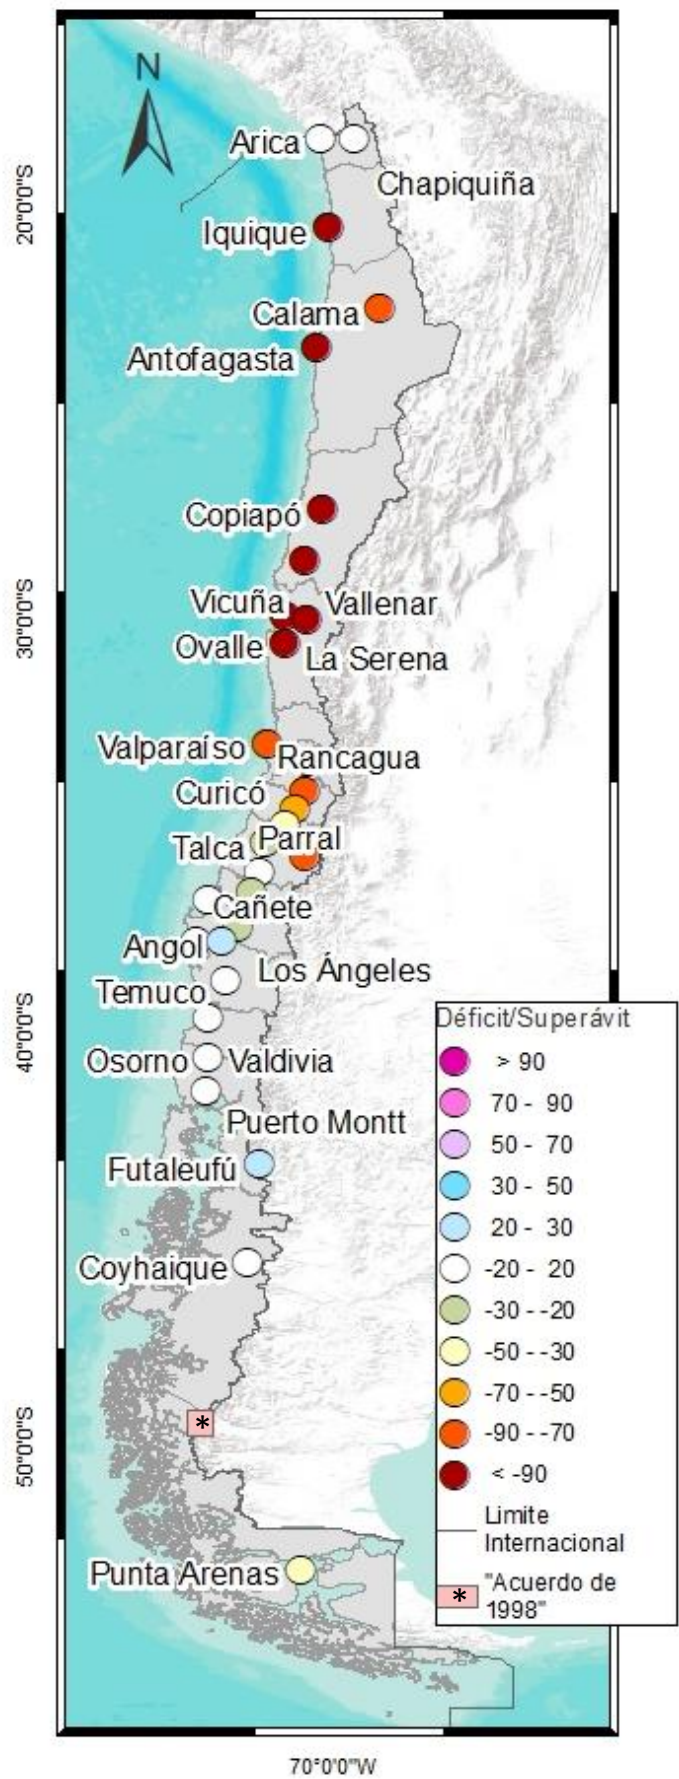 N
Arica
Chapiquiña
20°0'0"S
Iquique
Calama
Antofagasta
Copiapó
Vicuña
Vallenar
30°0'0"S
Ovalle
La Serena
Valparaíso
Rancagua
Curicó
Talca
Parral
Cañete
Angol
Los Ángeles
Temuco
40°0'0"S
Osorno
Valdivia
Puerto Montt
Futaleufú
Coyhaique
50°0'0"S
*
Punta Arenas
Déficit/Superávit
> 90
70 - 90
50 - 70
30 - 50
20 - 30
-20 - 20
-30 - -20
-50 - -30
-70 - -50
-90 - -70
< -90
Limite
Internacional
* "Acuerdo de
1998"
70°0'0"W